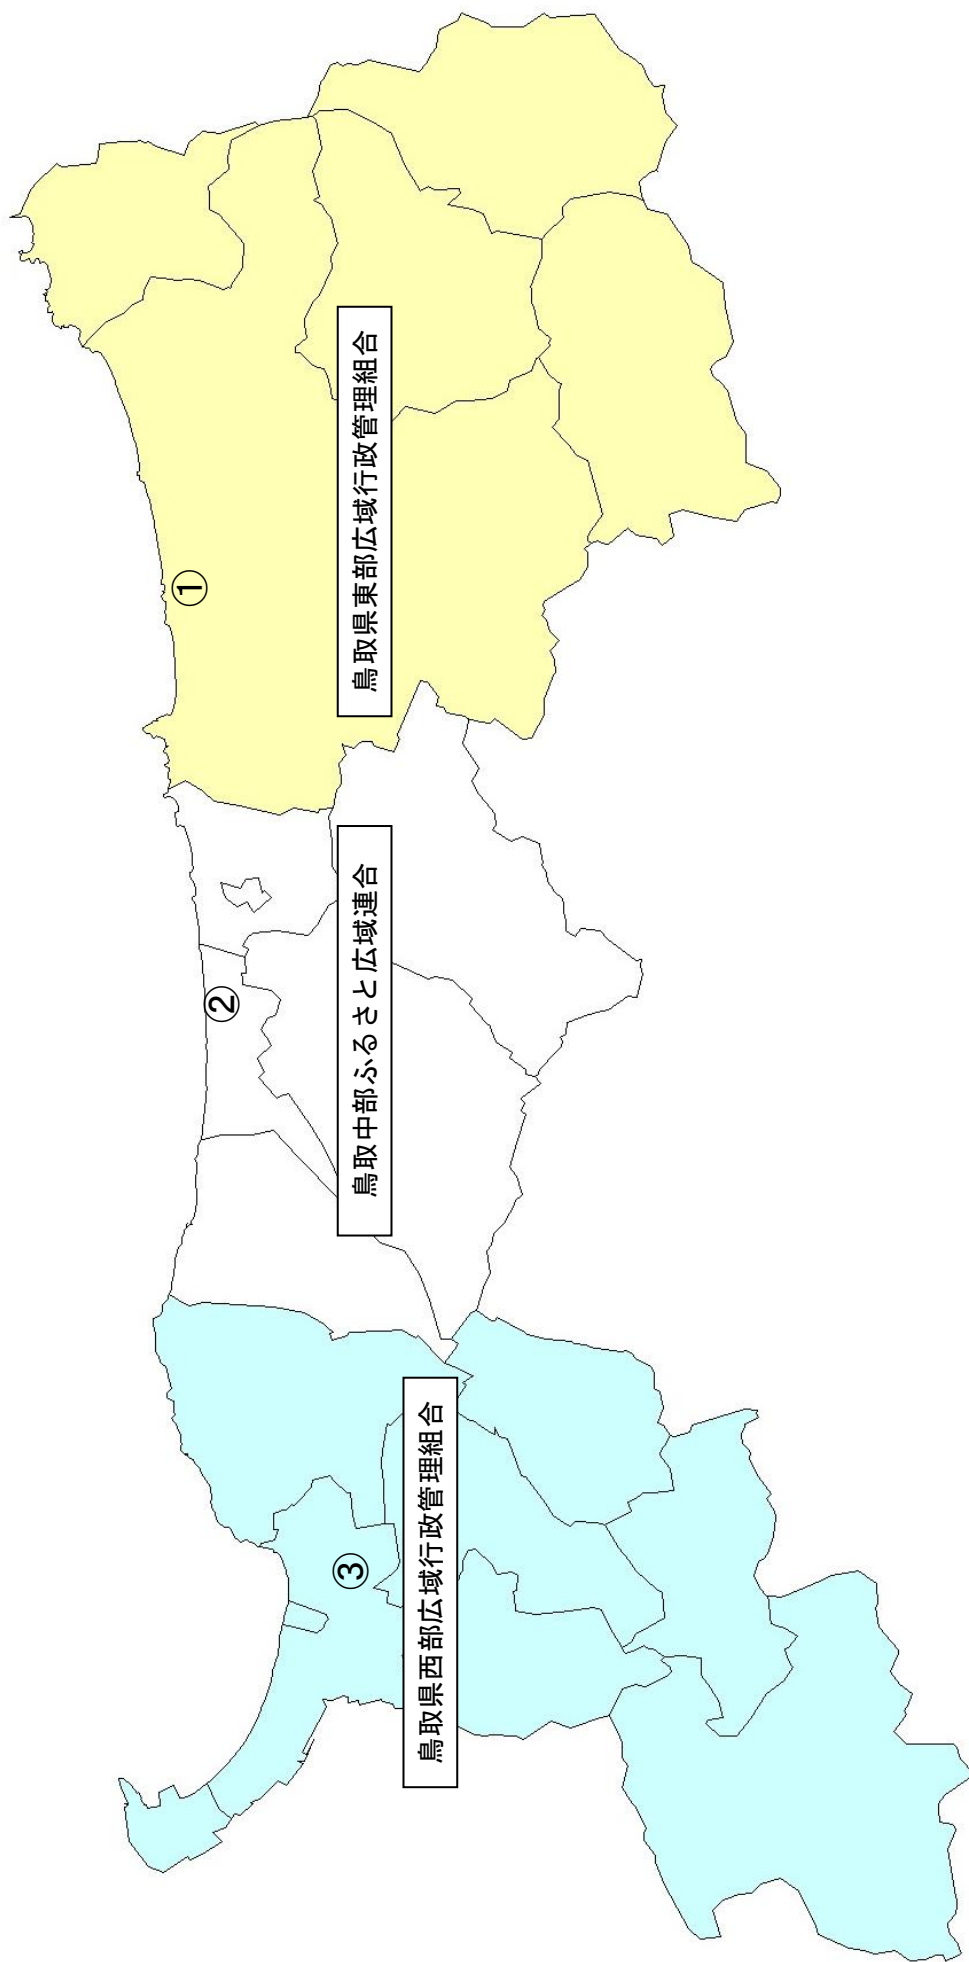 ①
鳥取県東部広域行政管理組合
②
鳥取中部ふるさと広域連合
③
鳥取県西部広域行政管理組合